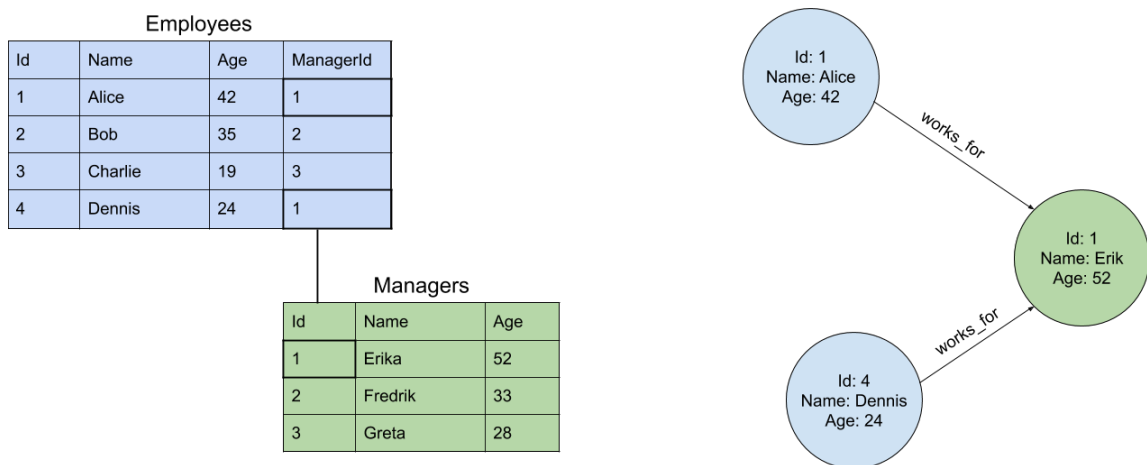 Employees
Id Name Age ManagerId
1 Alice 42 1
2 Bob 35 2
3 Charlie 19 3
4 Dennis 24 1
Managers
Id Name Age
1 Erika 52
2 Fredrik 33
3 Greta 28
Id: 1
Name: Alice
Age: 42
works_for
Id: 1
Name: Erik
Age: 52
works_for
Id: 4
Name: Dennis
Age: 24